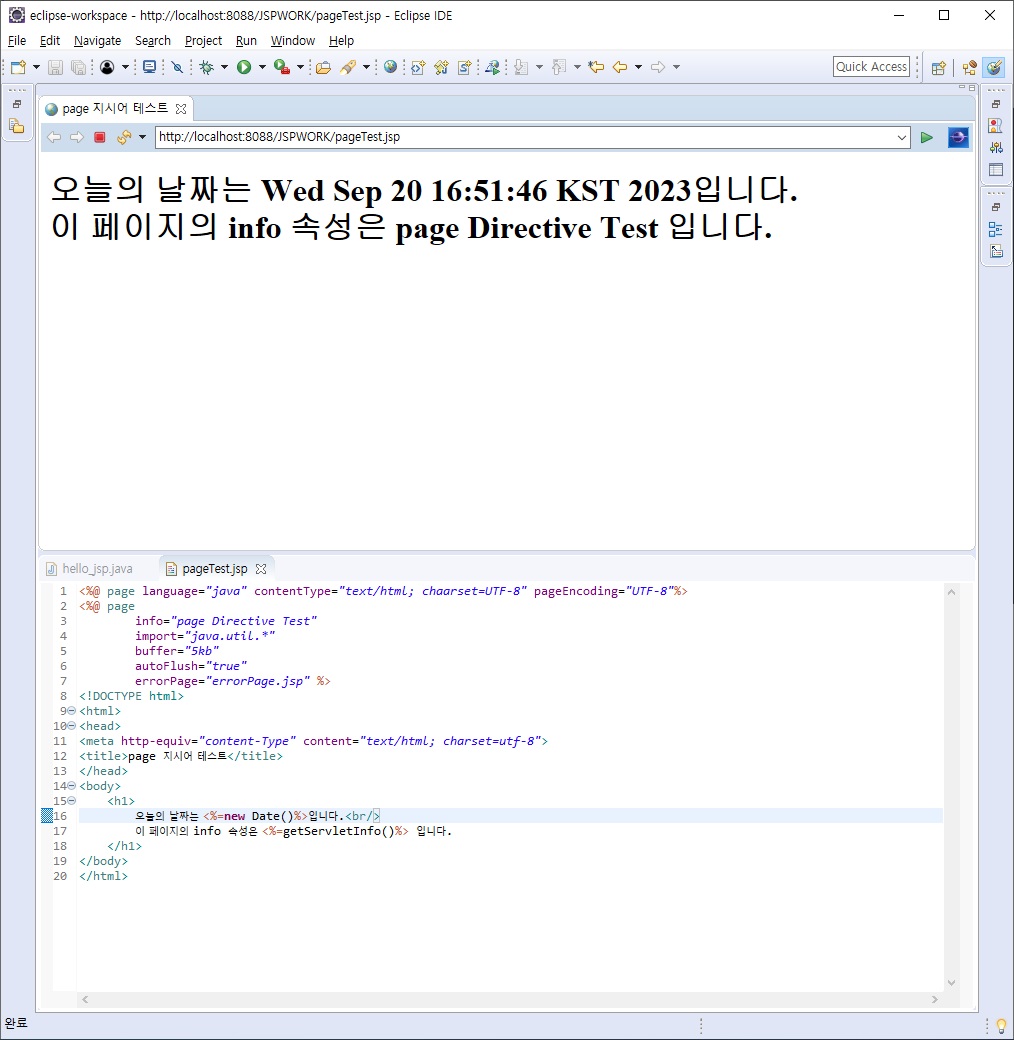 eclipse-workspace - http://localhost:8088/JSPWORK/pageTest.jsp - Eclipse IDE
File Edit Navigate Search Project Run Window Help
Quick Access
page 지시어 테스트
http://localhost:8088/JSPWORK/pageTest.jsp
오늘의 날짜는 Wed Sep 20 16:51:46 KST 2023입니다.
이 페이지의 info 속성은 page Directive Test 입니다.
hello_jsp.java pageTest.jsp
1 <%@ page language="java" contentType="text/html; chaarset=UTF-8" pageEncoding="UTF-8"%>
2 <%@ page
3 info="page Directive Test"
4 import="java.util.*"
5 buffer="5kb"
6 autoFlush="true"
7 errorPage="errorPage.jsp" %>
8 <!DOCTYPE html>
9 <html>
10 <head>
11 <meta http-equiv="content-Type" content="text/html; charset=utf-8">
12 <title>page 지시어 테스트</title>
13 </head>
14 <body>
15 <h1>
16 오늘의 날짜는 <%=new Date()%>입니다.<br/>
17 이 페이지의 info 속성은 <%=getServletInfo()%> 입니다.
18 </h1>
19 </body>
20 </html>
완료